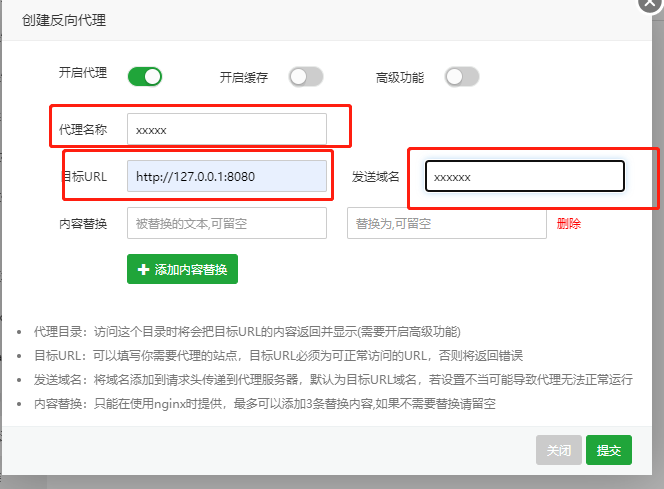 创建反向代理
开启代理 开启缓存 高级功能
代理名称 xxxxx
目标URL http://127.0.0.1:8080 发送域名 xxxxxx
内容替换 被替换的文本,可留空 替换为,可留空 删除
添加内容替换
代理目录：访问这个目录时将会把目标URL的内容返回并显示(需要开启高级功能)
目标URL：可以填写你需要代理的站点，目标URL必须为可正常访问的URL，否则将返回错误
发送域名：将域名添加到请求头传递到代理服务器，默认为目标URL域名，若设置不当可能导致代理无法正常运行
内容替换：只能在使用nginx时提供，最多可以添加3条替换内容,如果不需要替换请留空
关闭 提交